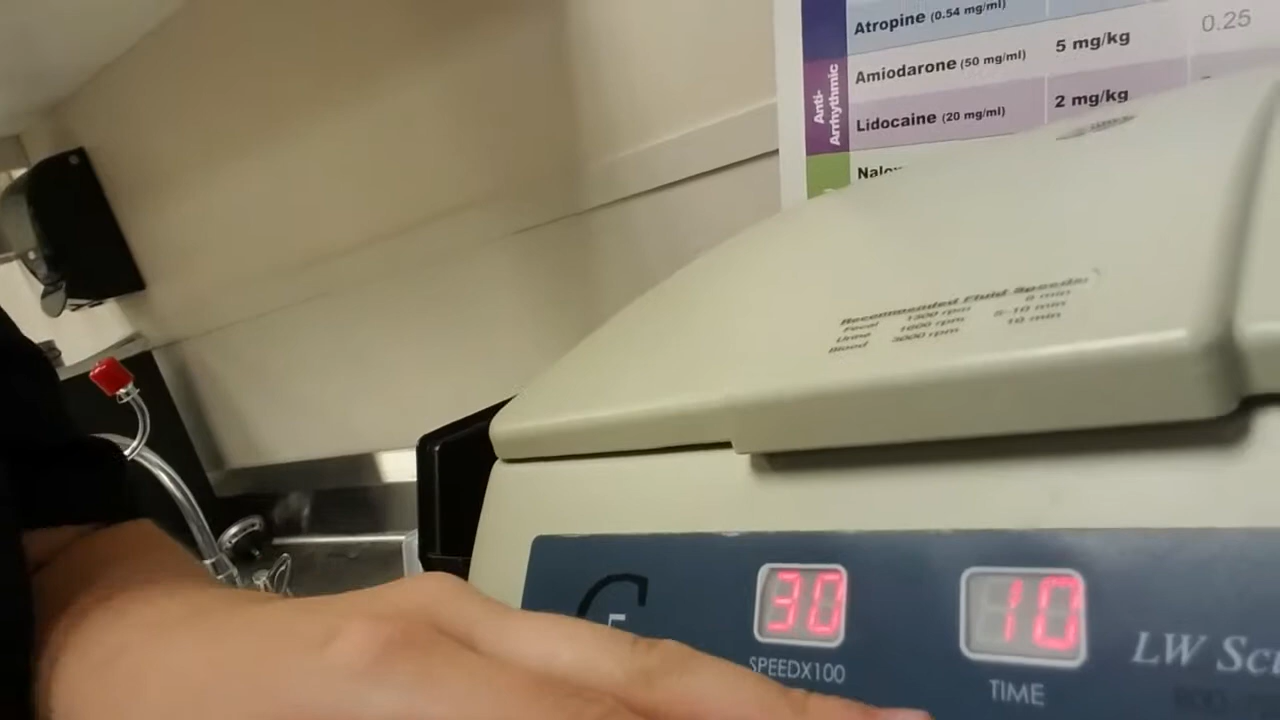 Atropine (0.54 mg/ml)
0.25
Anti-
Arrhythmic
Amiodarone (50 mg/ml) 5 mg/kg
Lidocaine (20 mg/ml) 2 mg/kg
Recommended Fluid Speeds:
Fecal 1300 rpm
Urine 1600 rpm 5-10 min
Blood 3000 rpm 10 min
C
5
30
SPEEDX100
10
TIME
LW